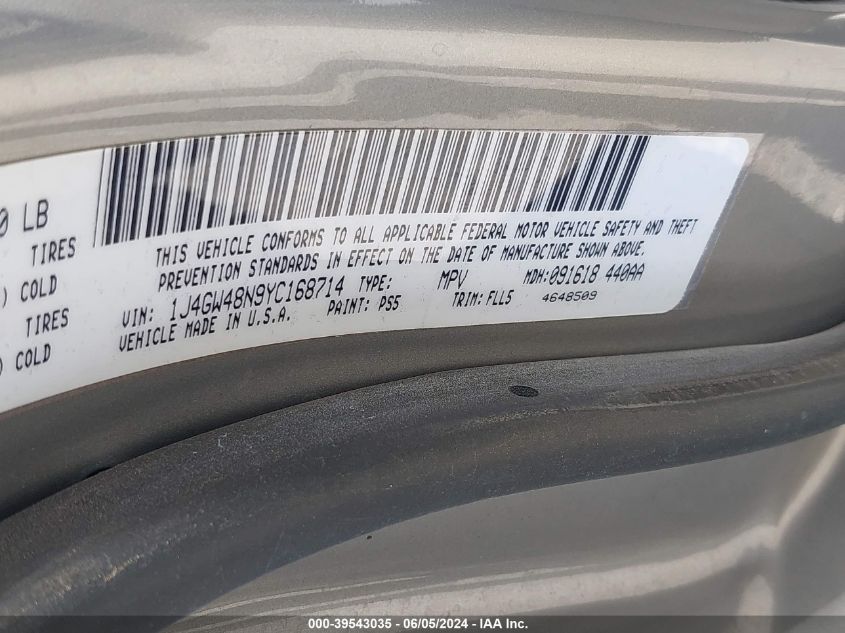 0 LB
TIRES
) COLD
TIRES
) COLD
THIS VEHICLE CONFORMS TO ALL APPLICABLE FEDERAL MOTOR VEHICLE SAFETY AND THEFT
PREVENTION STANDARDS IN EFFECT ON THE DATE OF MANUFACTURE SHOWN ABOVE.
VIN: 1J4GW48N9YC168714 TYPE: MPV MDH:091618 440AA
VEHICLE MADE IN U.S.A. PAINT: PS5 TRIM: FLL5 4648509
000-39543035 - 06/05/2024 - IAA Inc.